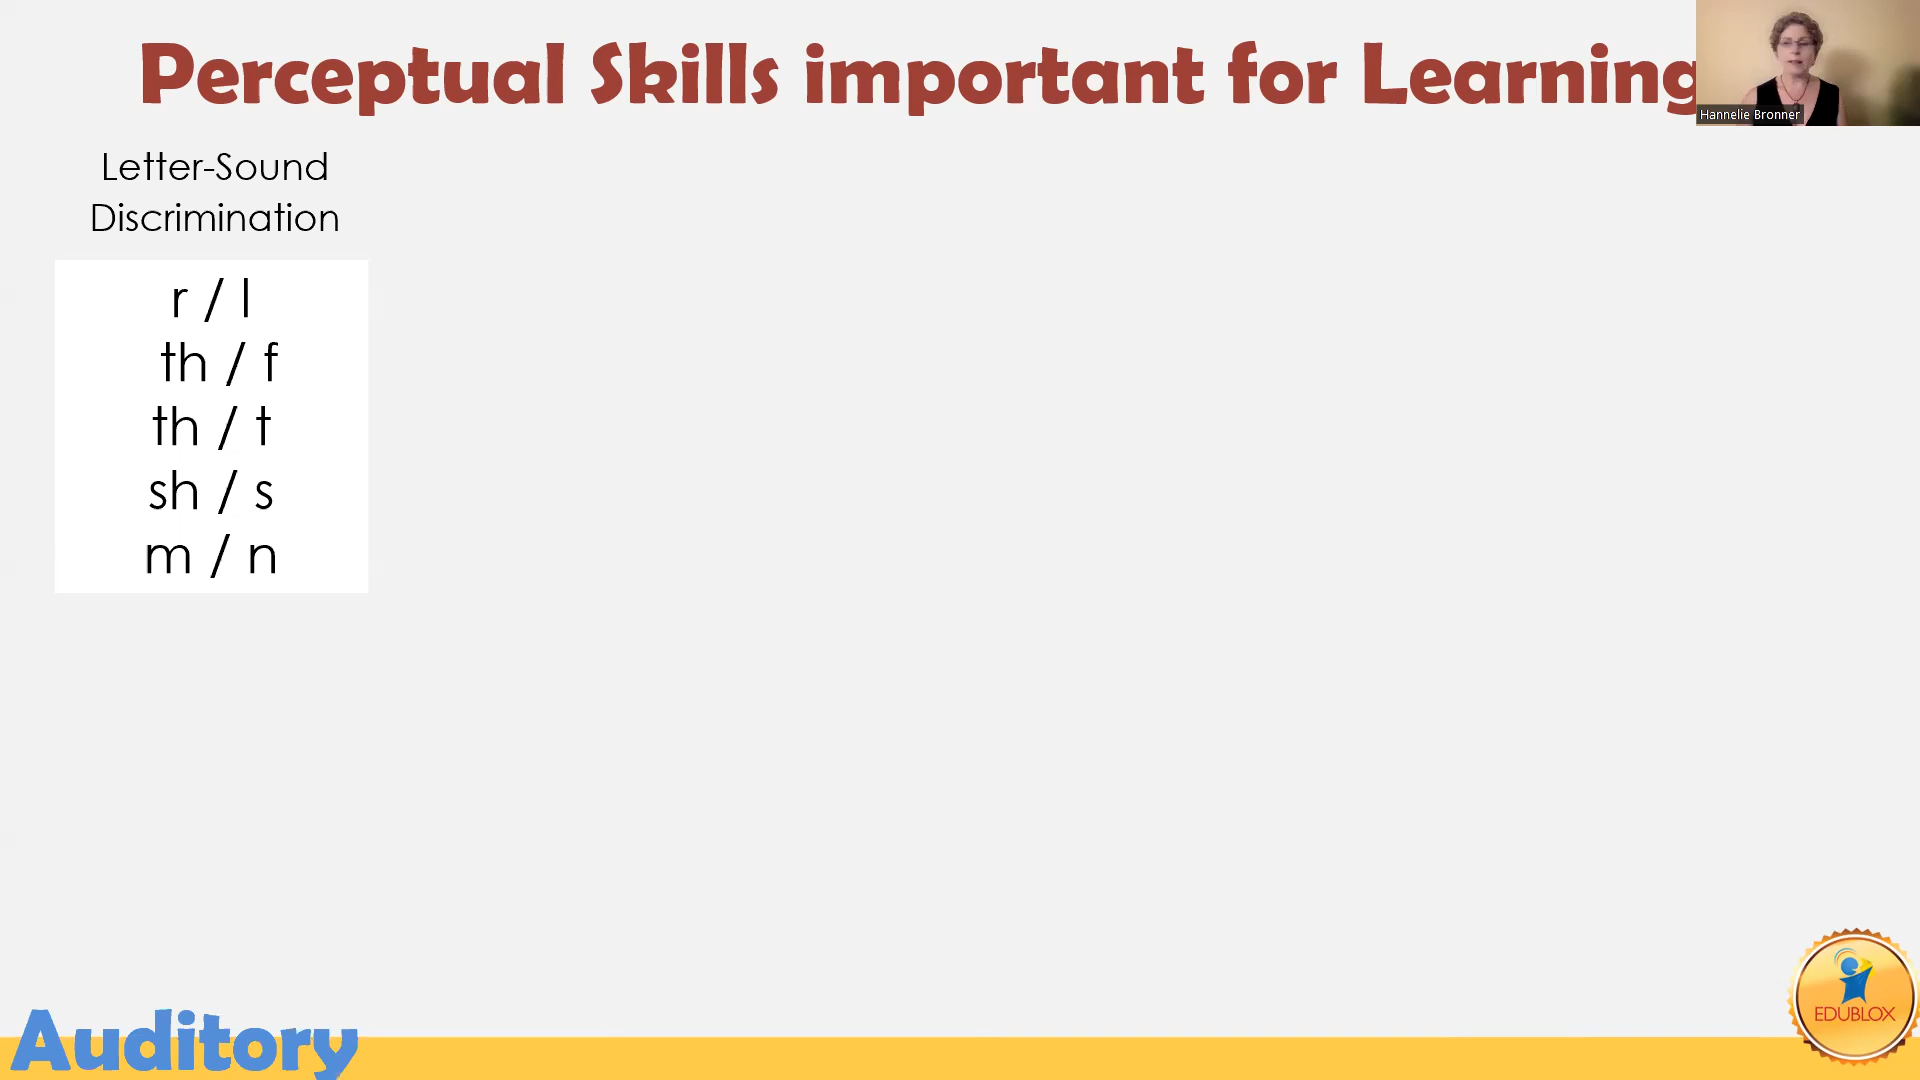 Perceptual Skills important for Learning
Hannelie Bronner
Letter-Sound
Discrimination
r / l
th / f
th / t
sh / s
m / n
EDUBLOX
Auditory